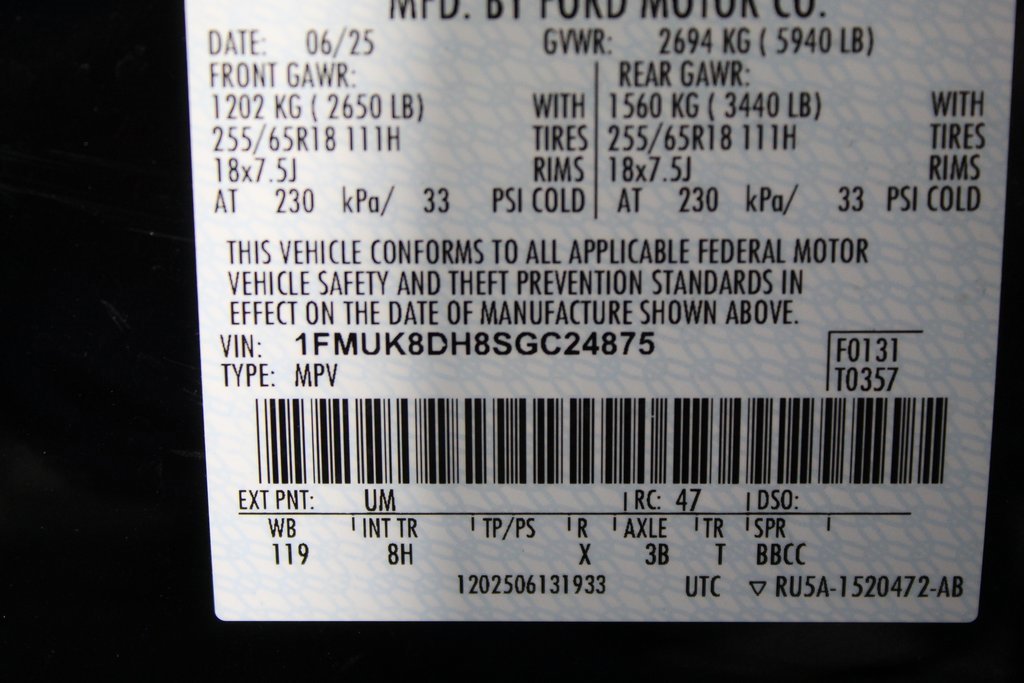 MFD. BY FORD MOTOR CO.
DATE: 06/25 GVWR: 2694 KG ( 5940 LB)
FRONT GAWR: REAR GAWR:
1202 KG ( 2650 LB) WITH 1560 KG ( 3440 LB) WITH
255/65R18 111H TIRES 255/65R18 111H TIRES
18x7.5J RIMS 18x7.5J RIMS
AT 230 kPa/ 33 PSI COLD AT 230 kPa/ 33 PSI COLD
THIS VEHICLE CONFORMS TO ALL APPLICABLE FEDERAL MOTOR
VEHICLE SAFETY AND THEFT PREVENTION STANDARDS IN
EFFECT ON THE DATE OF MANUFACTURE SHOWN ABOVE.
VIN: 1FMUK8DH8SGC24875 F0131
TYPE: MPV T0357
EXT PNT: UM RC: 47 DSO:
WB INT TR TP/PS R AXLE TR SPR
119 8H X 3B T BBCC
1202506131933 UTC ▽ RU5A-1520472-AB